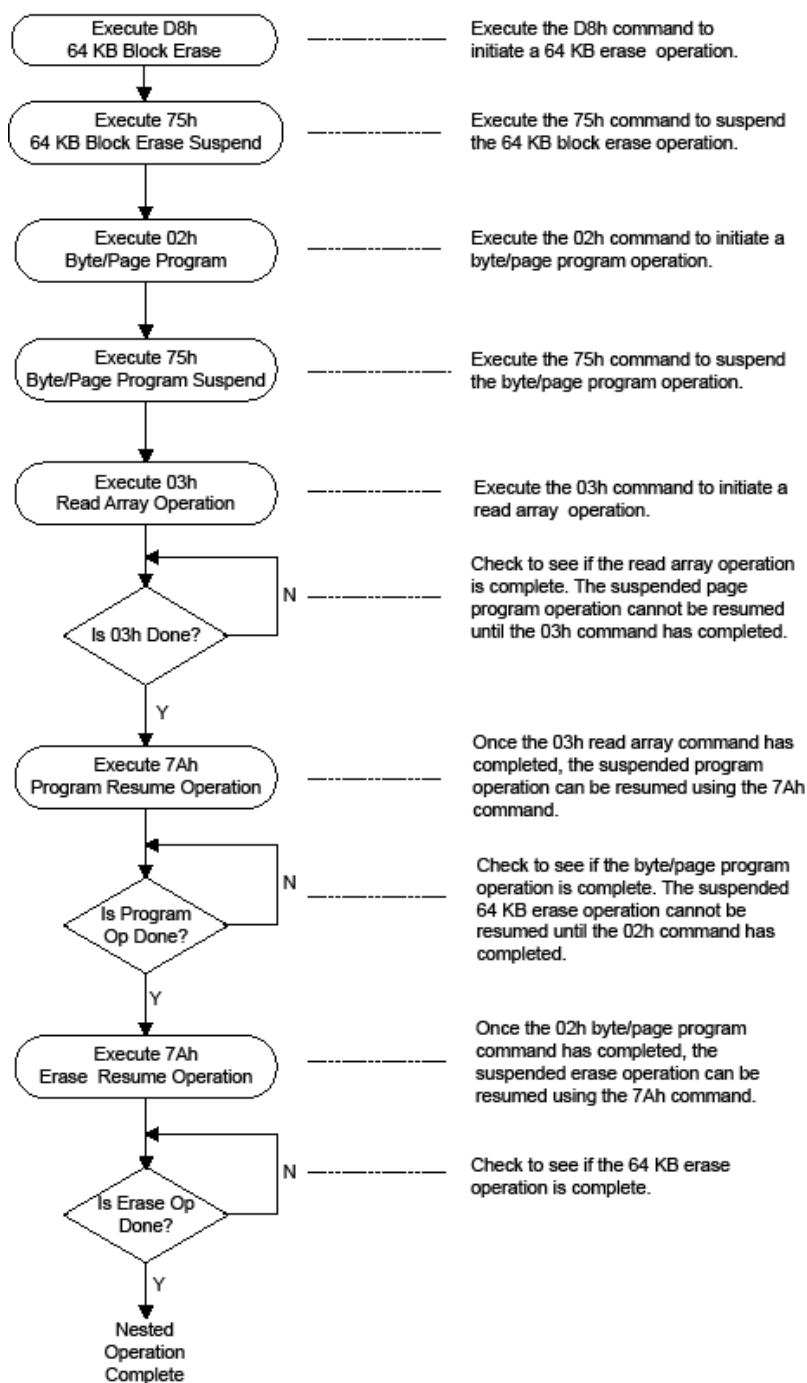 Execute D8h
64 KB Block Erase
Execute the D8h command to
initiate a 64 KB erase operation.
Execute 75h
64 KB Block Erase Suspend
Execute the 75h command to suspend
the 64 KB block erase operation.
Execute 02h
Byte/Page Program
Execute the 02h command to initiate a
byte/page program operation.
Execute 75h
Byte/Page Program Suspend
Execute the 75h command to suspend
the byte/page program operation.
Execute 03h
Read Array Operation
Execute the 03h command to initiate a
read array operation.
Is 03h Done?
N
Y
Check to see if the read array operation
is complete. The suspended page
program operation cannot be resumed
until the 03h command has completed.
Execute 7Ah
Program Resume Operation
Once the 03h read array command has
completed, the suspended program
operation can be resumed using the 7Ah
command.
Is Program
Op Done?
N
Y
Check to see if the byte/page program
operation is complete. The suspended
64 KB erase operation cannot be
resumed until the 02h command has
completed.
Execute 7Ah
Erase Resume Operation
Once the 02h byte/page program
command has completed, the
suspended erase operation can be
resumed using the 7Ah command.
Is Erase Op
Done?
N
Y
Check to see if the 64 KB erase
operation is complete.
Nested
Operation
Complete